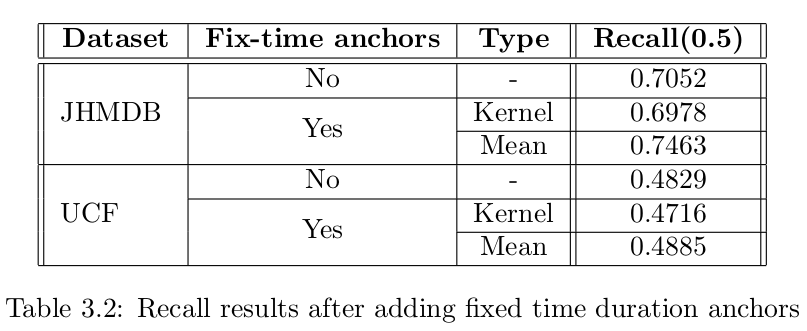 Dataset Fix-time anchors Type Recall(0.5)
No - 0.7052
JHMDB Yes Kernel 0.6978
Mean 0.7463
No - 0.4829
UCF Yes Kernel 0.4716
Mean 0.4885
Table 3.2: Recall results after adding fixed time duration anchors